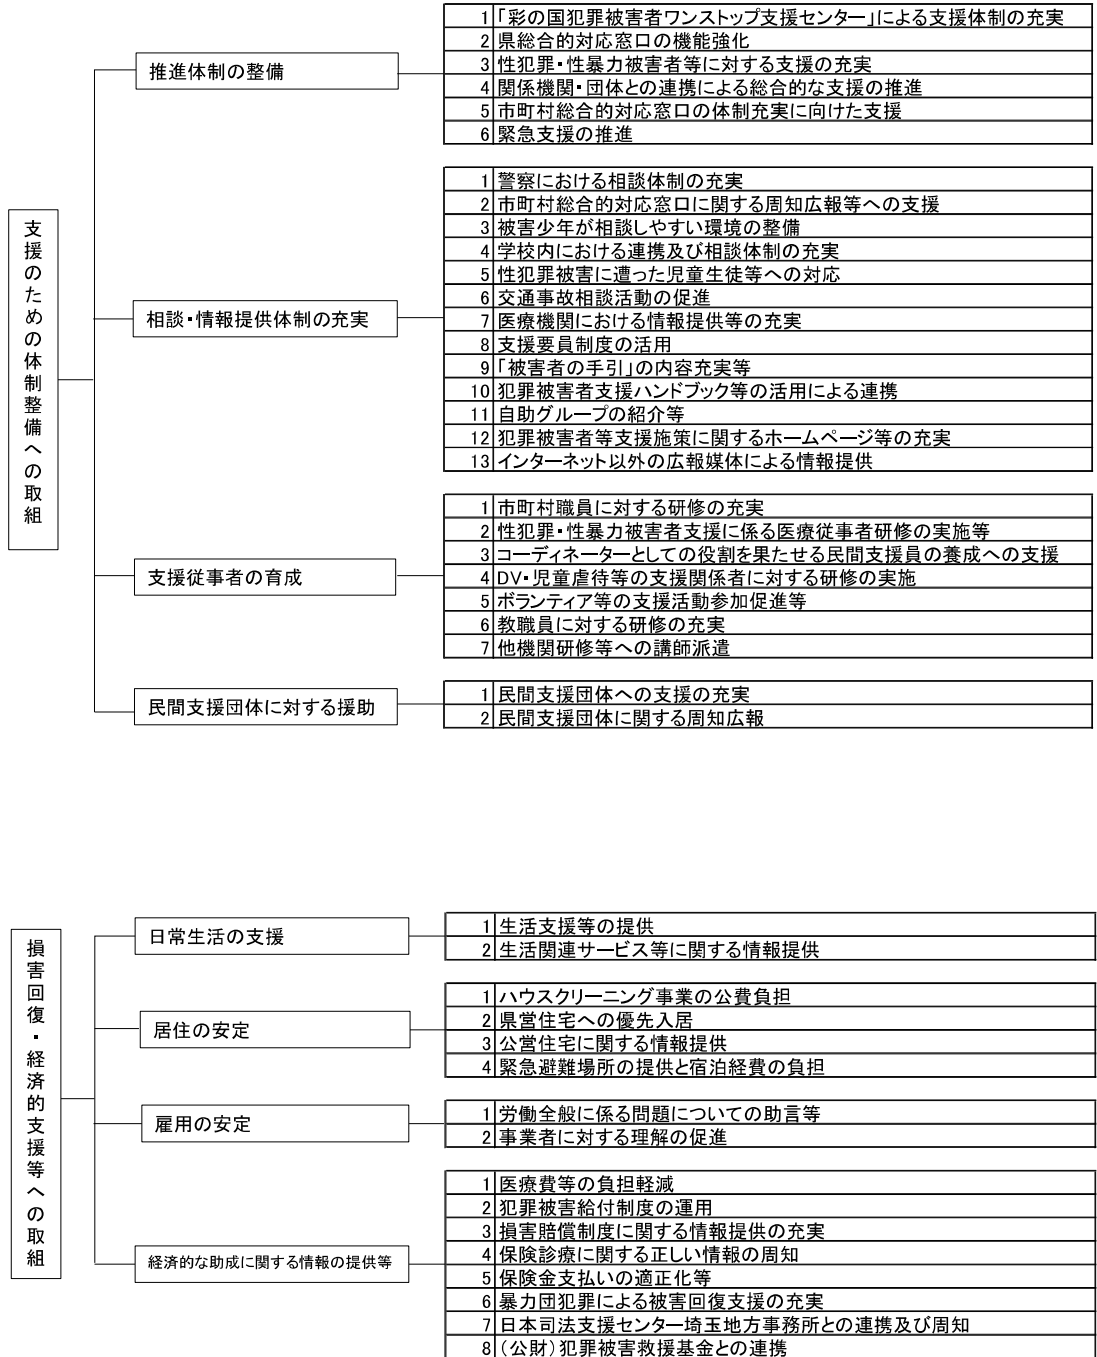 支援のための体制整備への取組
推進体制の整備
1 「彩の国犯罪被害者ワンストップ支援センター」による支援体制の充実
2 県総合的対応窓口の機能強化
3 性犯罪・性暴力被害者等に対する支援の充実
4 関係機関・団体との連携による総合的な支援の推進
5 市町村総合的対応窓口の体制充実に向けた支援
6 緊急支援の推進
相談・情報提供体制の充実
1 警察における相談体制の充実
2 市町村総合的対応窓口に関する周知広報等への支援
3 被害少年が相談しやすい環境の整備
4 学校内における連携及び相談体制の充実
5 性犯罪被害に遭った児童生徒等への対応
6 交通事故相談活動の促進
7 医療機関における情報提供等の充実
8 支援要員制度の活用
9 「被害者の手引」の内容充実等
10 犯罪被害者支援ハンドブック等の活用による連携
11 自助グループの紹介等
12 犯罪被害者等支援施策に関するホームページ等の充実
13 インターネット以外の広報媒体による情報提供
支援従事者の育成
1 市町村職員に対する研修の充実
2 性犯罪・性暴力被害者支援に係る医療従事者研修の実施等
3 コーディネーターとしての役割を果たせる民間支援員の養成への支援
4 DV・児童虐待等の支援関係者に対する研修の実施
5 ボランティア等の支援活動参加促進等
6 教職員に対する研修の充実
7 他機関研修等への講師派遣
民間支援団体に対する援助
1 民間支援団体への支援の充実
2 民間支援団体に関する周知広報
損害回復・経済的支援等への取組
日常生活の支援
1 生活支援等の提供
2 生活関連サービス等に関する情報提供
居住の安定
1 ハウスクリーニング事業の公費負担
2 県営住宅への優先入居
3 公営住宅に関する情報提供
4 緊急避難場所の提供と宿泊経費の負担
雇用の安定
1 労働全般に係る問題についての助言等
2 事業者に対する理解の促進
経済的な助成に関する情報の提供等
1 医療費等の負担軽減
2 犯罪被害給付制度の運用
3 損害賠償制度に関する情報提供の充実
4 保険診療に関する正しい情報の周知
5 保険金支払いの適正化等
6 暴力団犯罪による被害回復支援の充実
7 日本司法支援センター埼玉地方事務所との連携及び周知
8 (公財)犯罪被害救援基金との連携